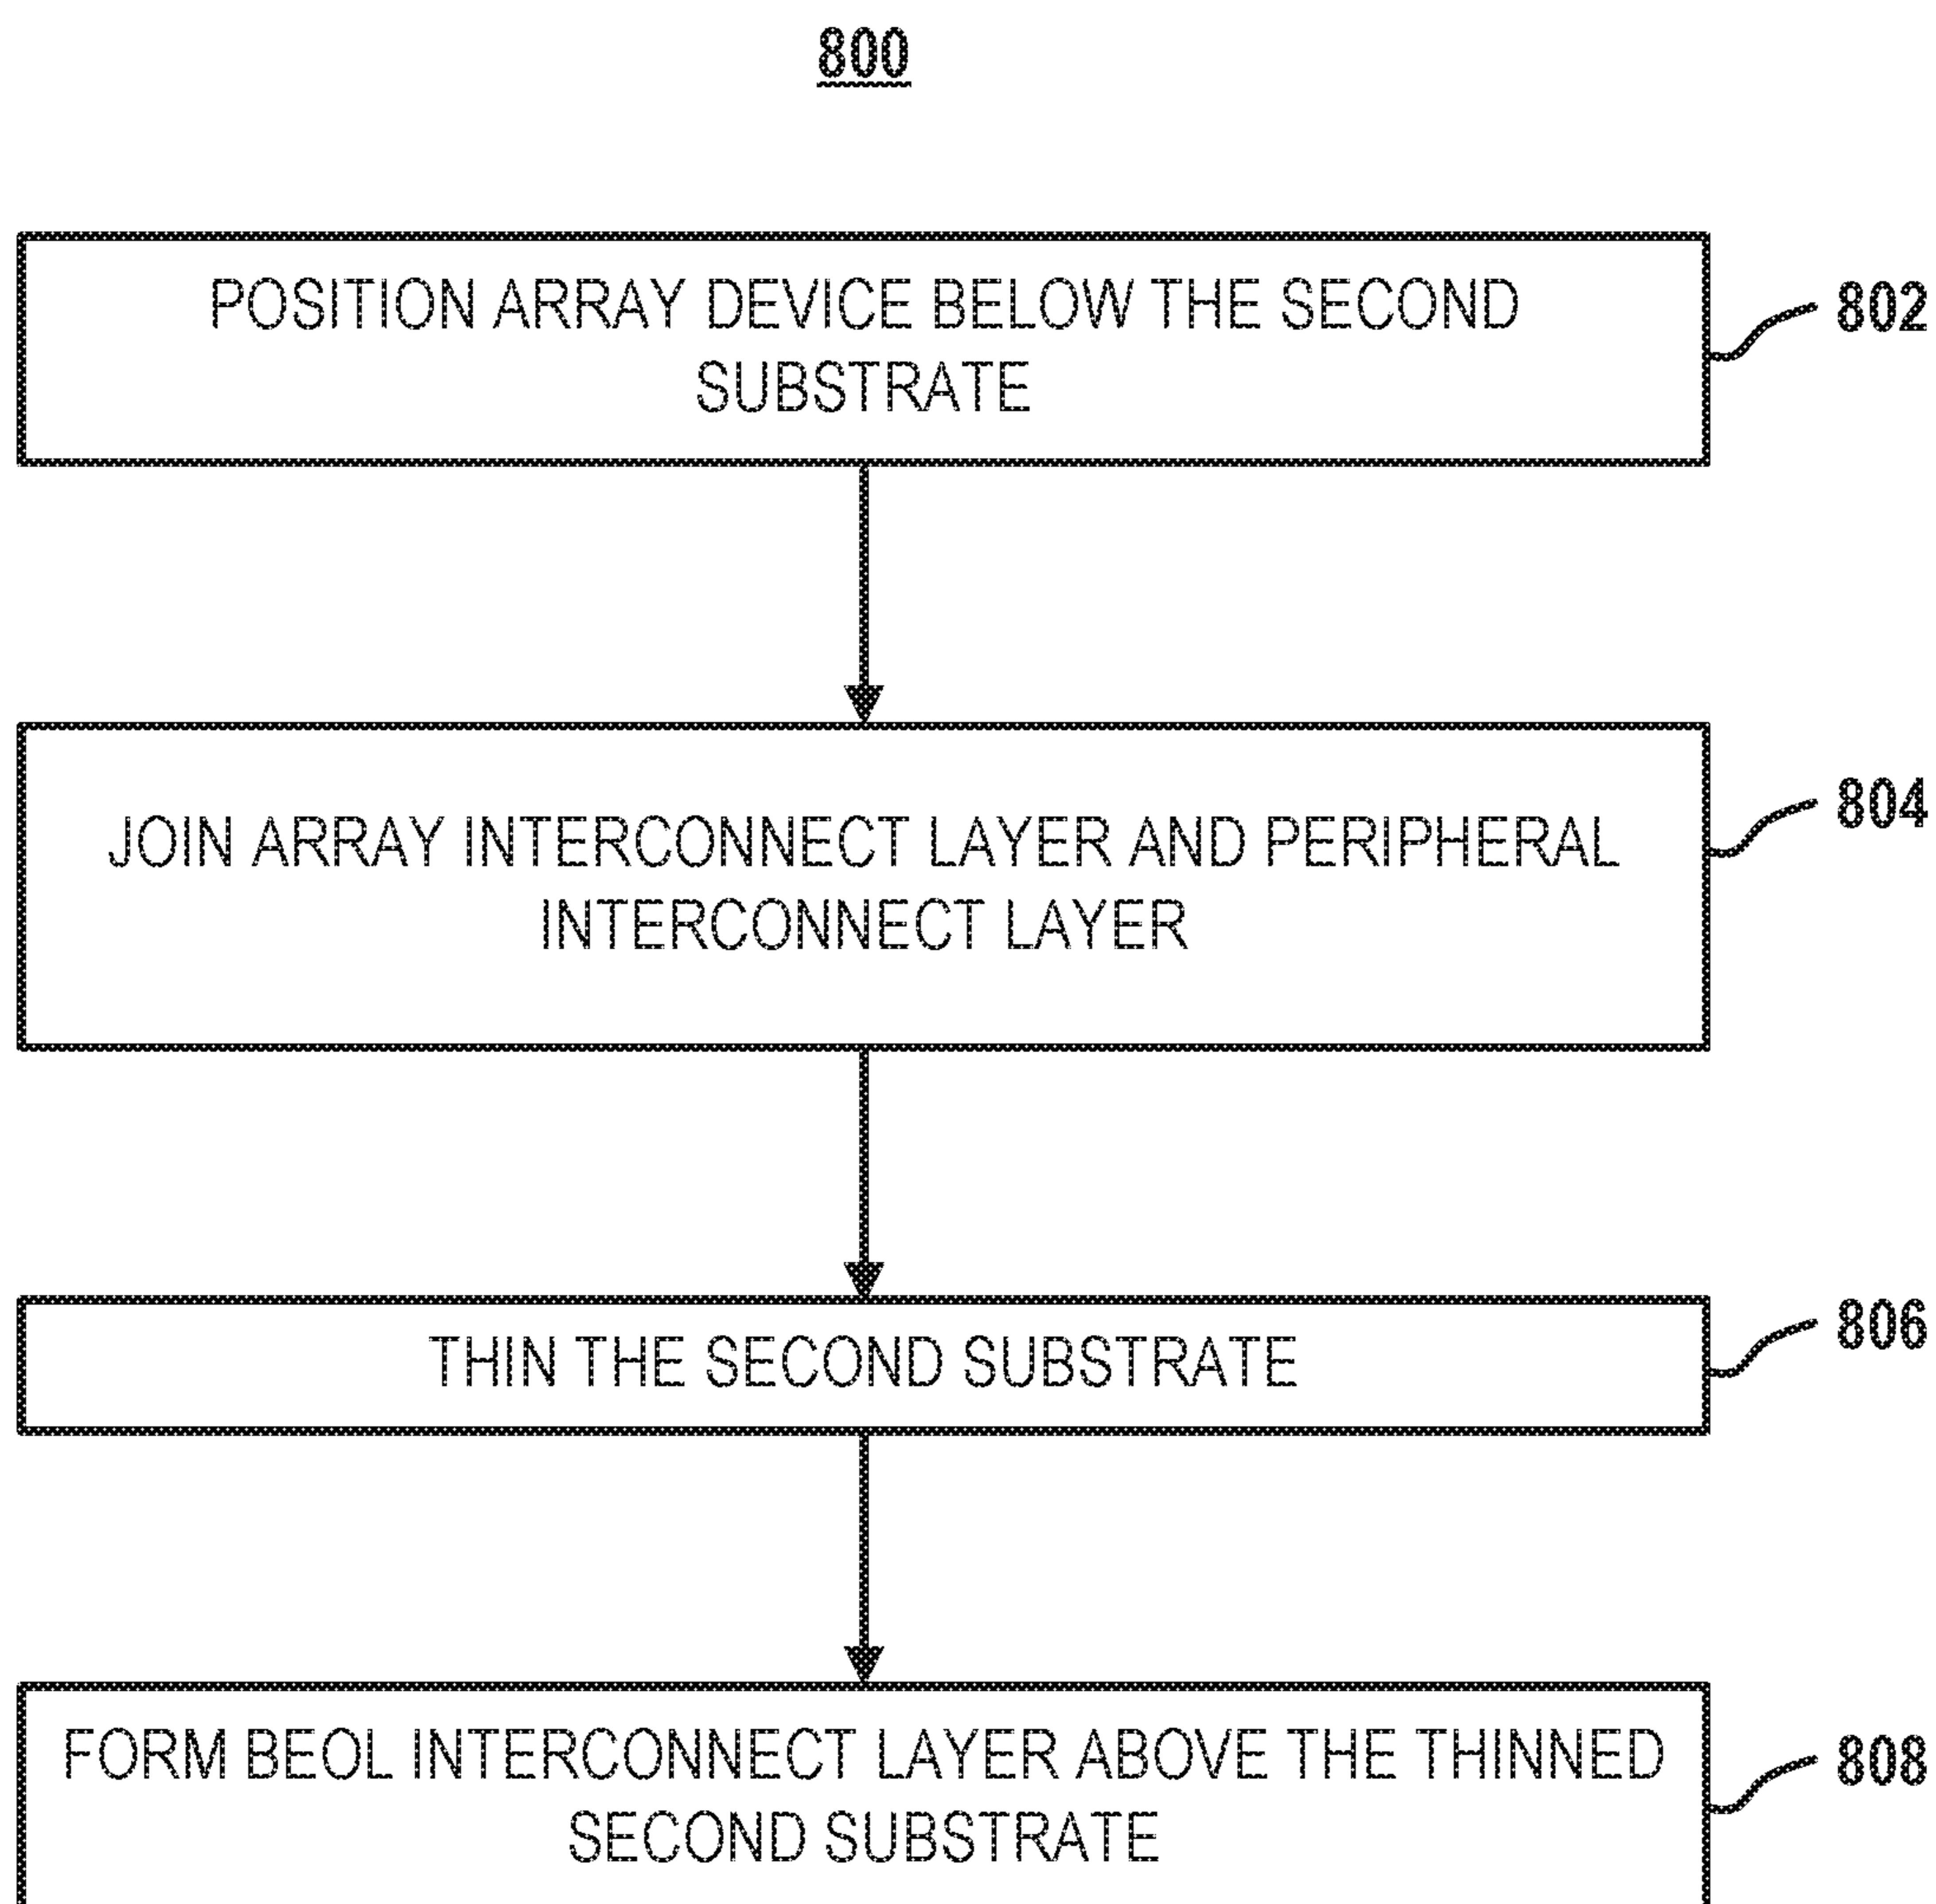 800
POSITION ARRAY DEVICE BELOW THE SECOND
SUBSTRATE
802
JOIN ARRAY INTERCONNECT LAYER AND PERIPHERAL
INTERCONNECT LAYER
804
THIN THE SECOND SUBSTRATE
806
FORM BEOL INTERCONNECT LAYER ABOVE THE THINNED
SECOND SUBSTRATE
808